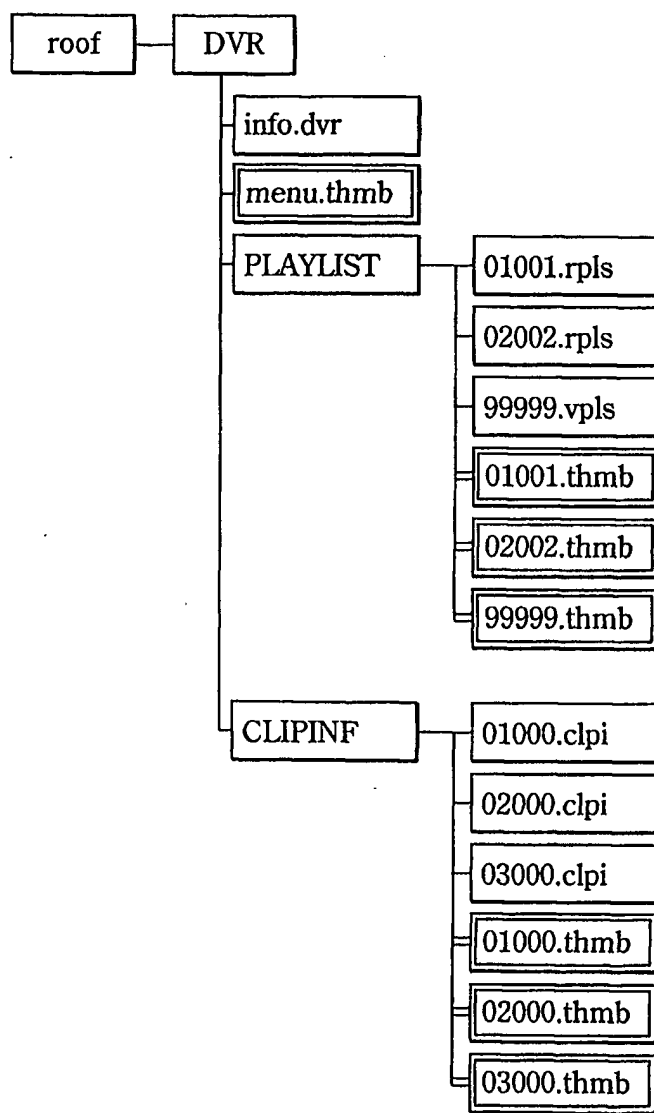 roof DVR
info.dvr
menu.thmb
PLAYLIST
01001.rpls
02002.rpls
99999.vpls
01001.thmb
02002.thmb
99999.thmb
CLIPINF
01000.clpi
02000.clpi
03000.clpi
01000.thmb
02000.thmb
03000.thmb